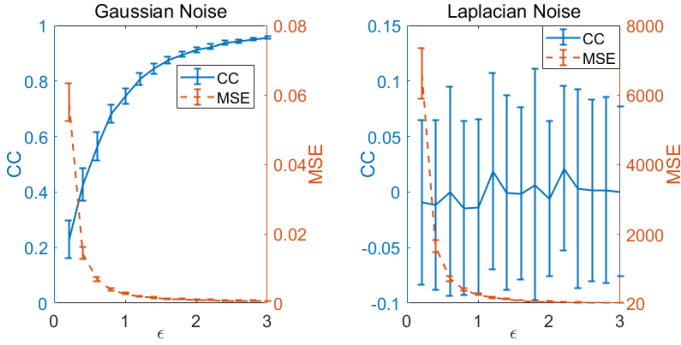 Gaussian Noise
1
0.8
0.6
0.4
0.2
0
CC
0.08
0.06
0.04
0.02
0
MSE
CC
MSE
0
1
2
3
ϵ
Laplacian Noise
0.15
0.1
0.05
0
-0.05
-0.1
CC
8000
6000
4000
2000
20
MSE
CC
MSE
0
1
2
3
ϵ